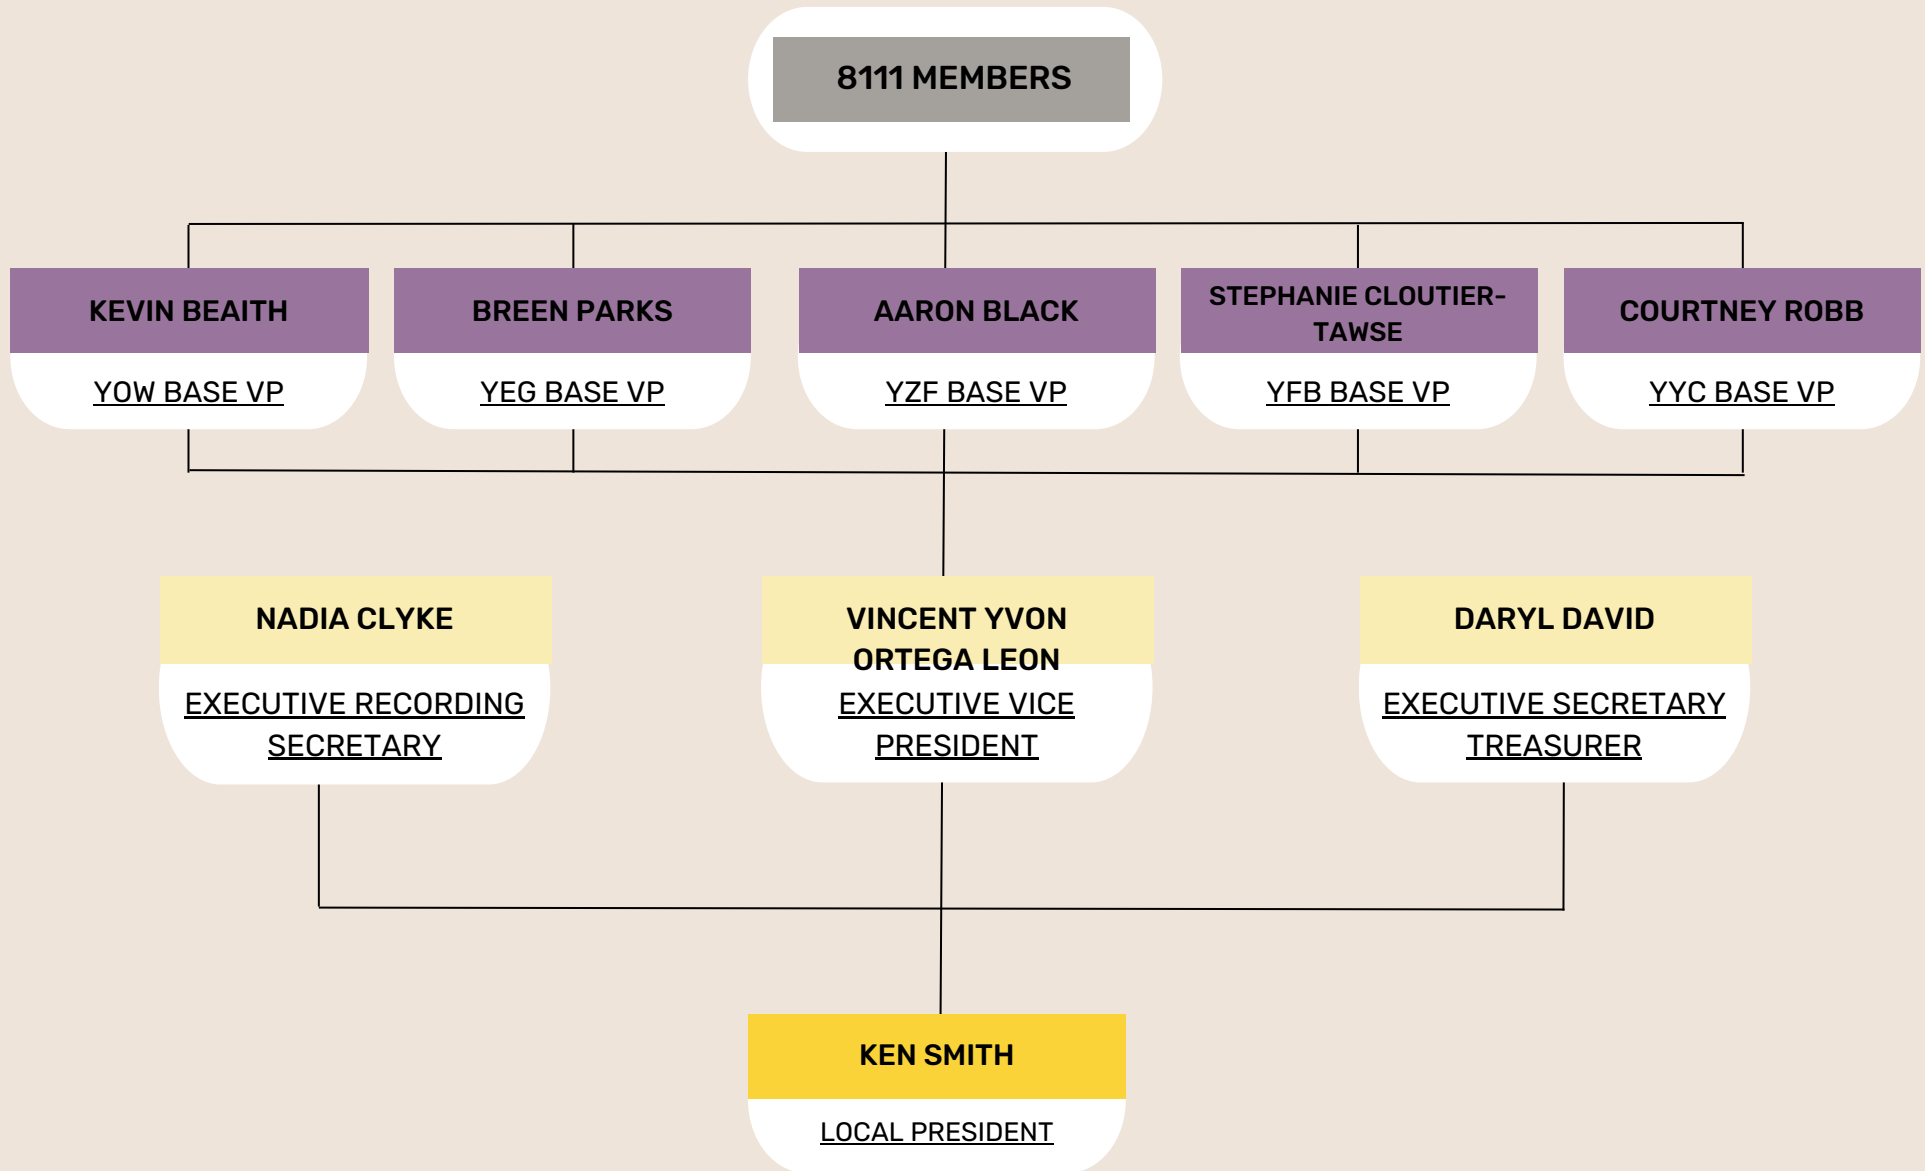 8111 MEMBERS
KEVIN BEAITH
YOW BASE VP
BREEN PARKS
YEG BASE VP
AARON BLACK
YZF BASE VP
STEPHANIE CLOUTIER-
TAWSE
YFB BASE VP
COURTNEY ROBB
YYC BASE VP
NADIA CLYKE
EXECUTIVE RECORDING
SECRETARY
VINCENT YVON
ORTEGA LEON
EXECUTIVE VICE
PRESIDENT
DARYL DAVID
EXECUTIVE SECRETARY
TREASURER
KEN SMITH
LOCAL PRESIDENT